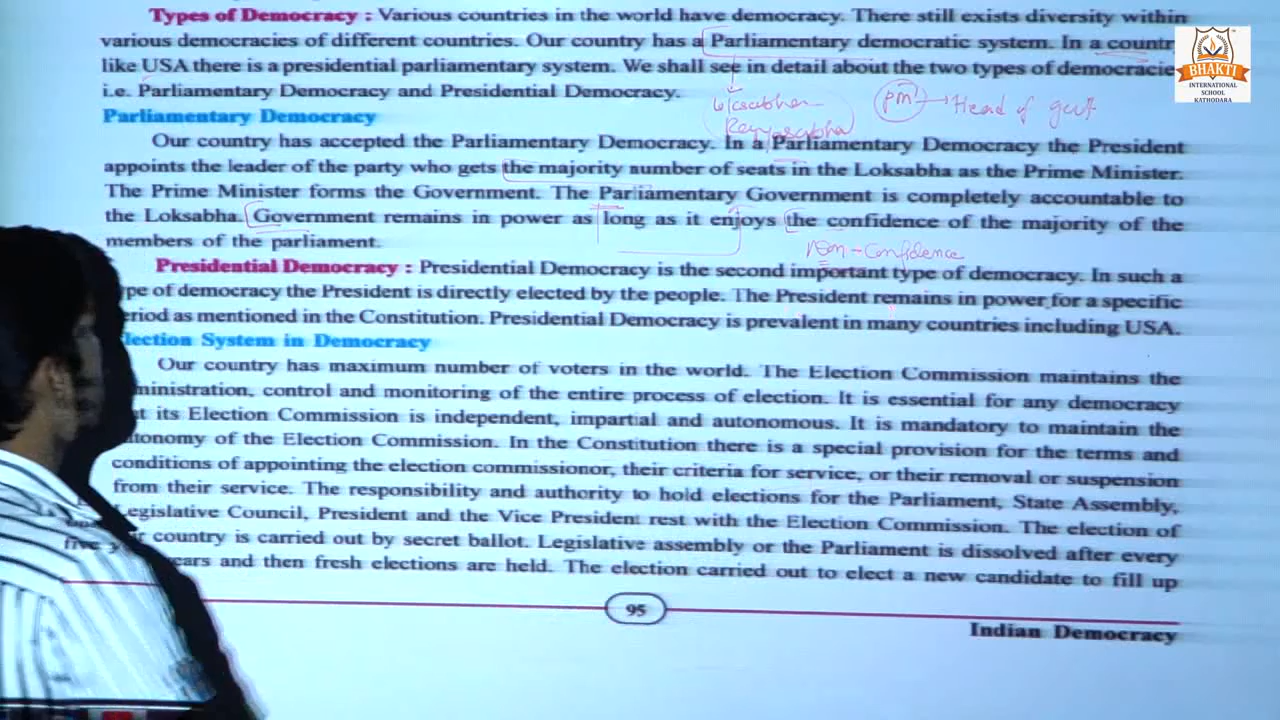 Types of Democracy : Various countries in the world have democracy. There still exists diversity within
various democracies of different countries. Our country has a Parliamentary democratic system. In a countr
like USA there is a presidential parliamentary system. We shall see in detail about the two types of democracie
i.e. Parliamentary Democracy and Presidential Democracy.
BHAKTI
INTERNATIONAL
SCHOOL
KATHODARA
pm → Head of govt
Parliamentary Democracy
Our country has accepted the Parliamentary Democracy. In a Parliamentary Democracy the President
appoints the leader of the party who gets the majority number of seats in the Loksabha as the Prime Minister.
The Prime Minister forms the Government. The Parliamentary Government is completely accountable to
the Loksabha. Government remains in power as long as it enjoys the confidence of the majority of the
members of the parliament.
Non - Confidence
Presidential Democracy : Presidential Democracy is the second important type of democracy. In such a
pe of democracy the President is directly elected by the people. The President remains in power for a specific
eriod as mentioned in the Constitution. Presidential Democracy is prevalent in many countries including USA.
lection System in Democracy
Our country has maximum number of voters in the world. The Election Commission maintains the
ministration, control and monitoring of the entire process of election. It is essential for any democracy
t its Election Commission is independent, impartial and autonomous. It is mandatory to maintain the
tonomy of the Election Commission. In the Constitution there is a special provision for the terms and
conditions of appointing the election commissionor, their criteria for service, or their removal or suspension
from their service. The responsibility and authority to hold elections for the Parliament, State Assembly,
egislative Council, President and the Vice President rest with the Election Commission. The election of
r country is carried out by secret ballot. Legislative assembly or the Parliament is dissolved after every
five y ears and then fresh elections are held. The election carried out to elect a new candidate to fill up
95
Indian Democracy